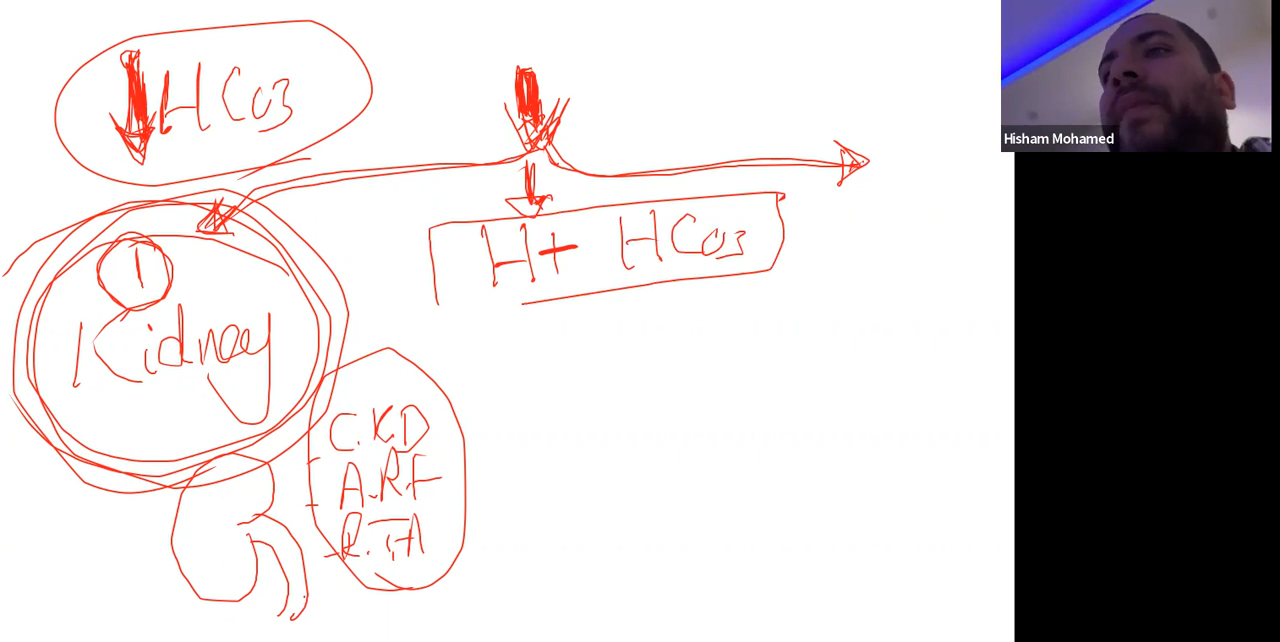 ↓HCO3
H+ HCO3
1
Kidney
C.K.D
A.R.F
R.T.A
Hisham Mohamed